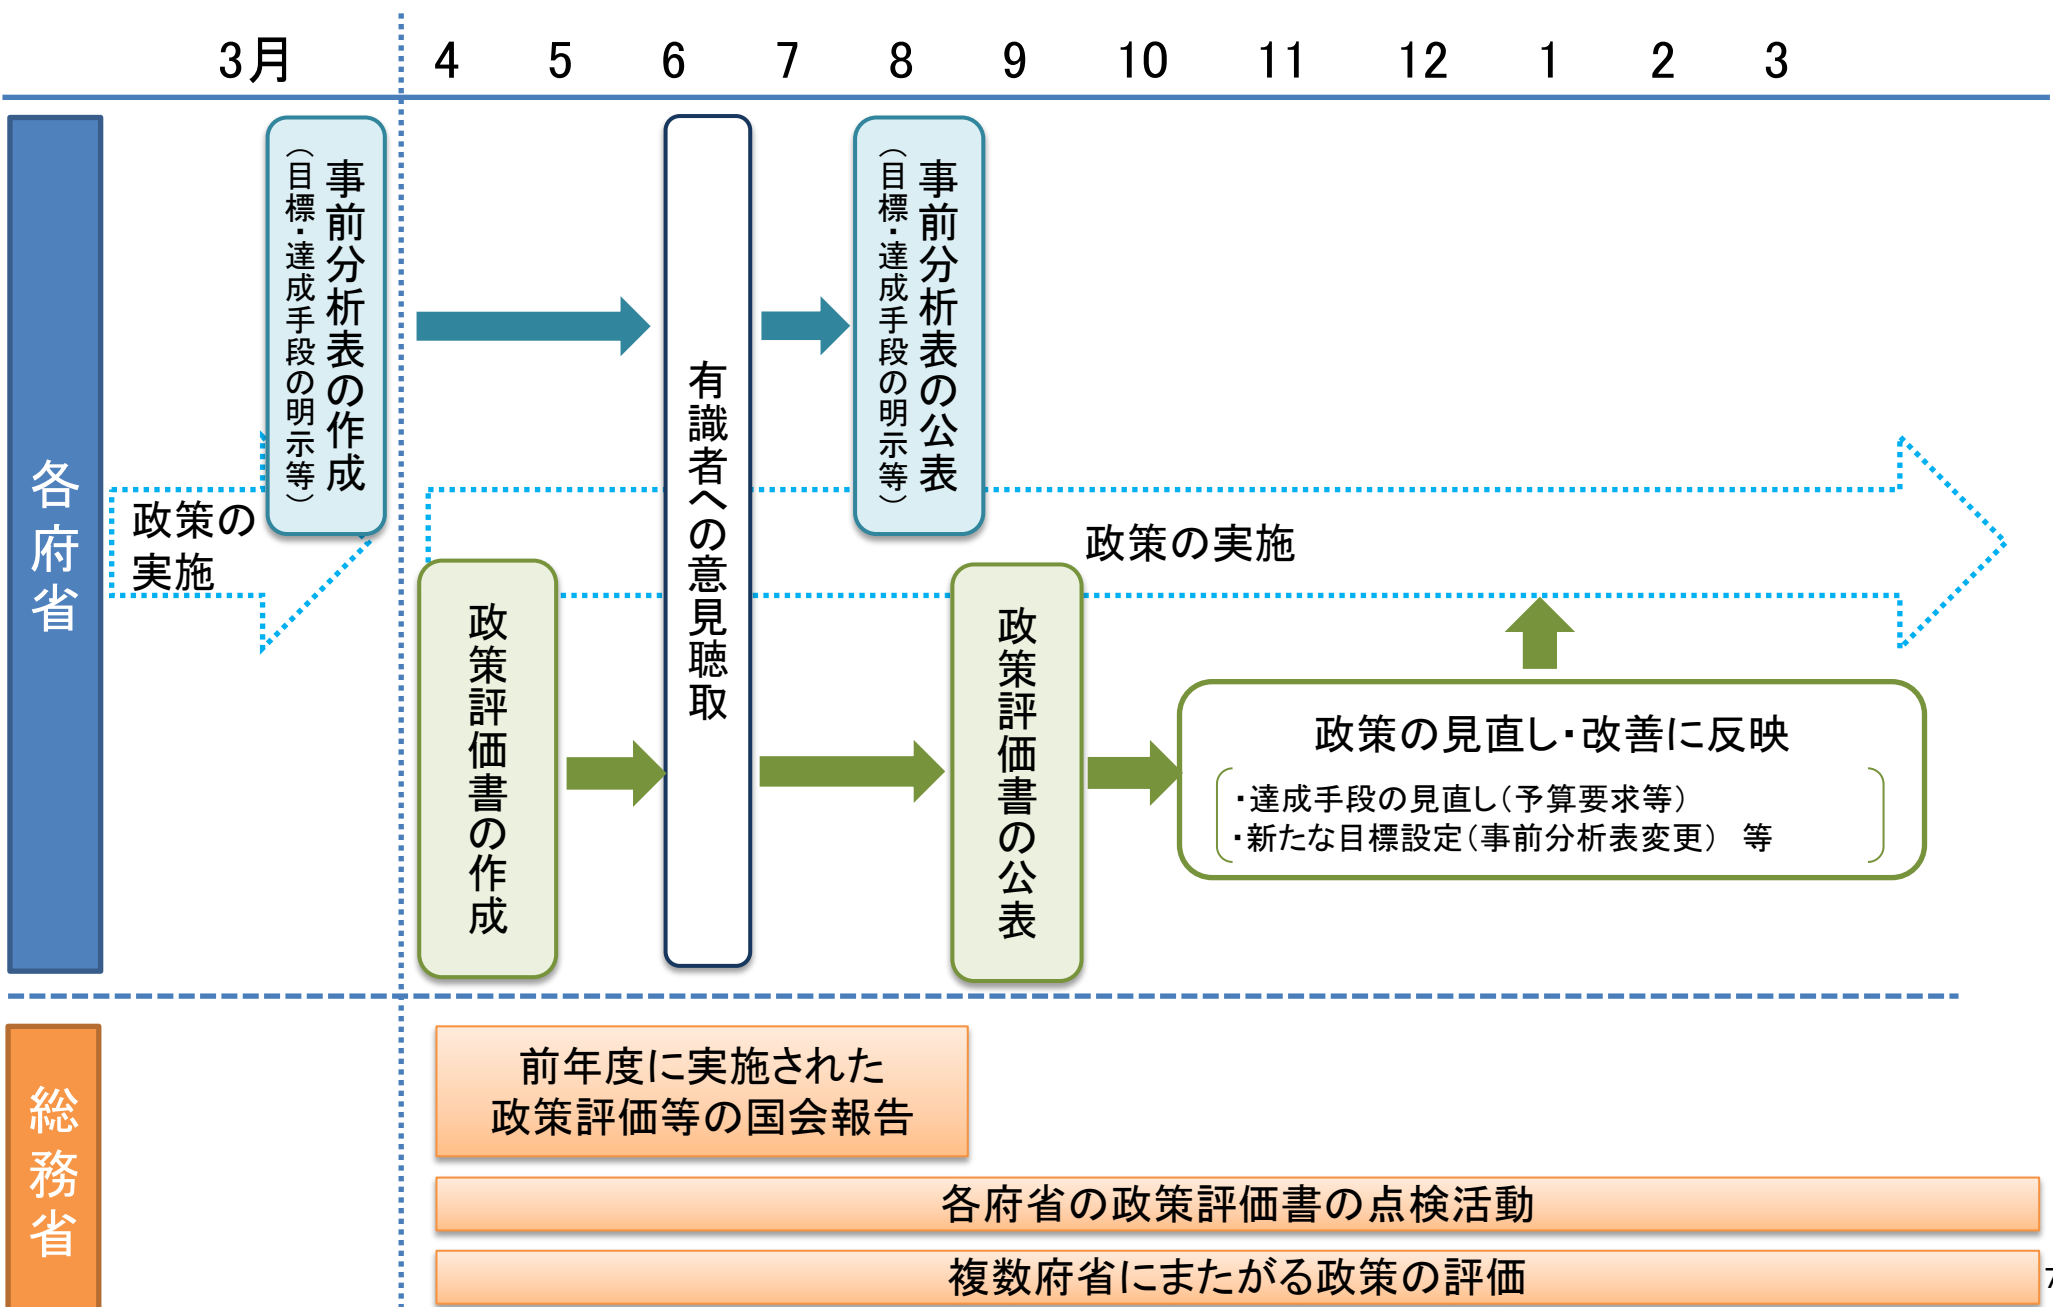 3月 4 5 6 7 8 9 10 11 12 1 2 3
各府省
事前分析表の作成
（目標・達成手段の明示等）
有識者への意見聴取
事前分析表の公表
（目標・達成手段の明示等）
政策の
実施
政策の実施
政策評価書の作成
政策評価書の公表
政策の見直し・改善に反映
・達成手段の見直し（予算要求等）
・新たな目標設定（事前分析表変更） 等
総務省
前年度に実施された
政策評価等の国会報告
各府省の政策評価書の点検活動
複数府省にまたがる政策の評価